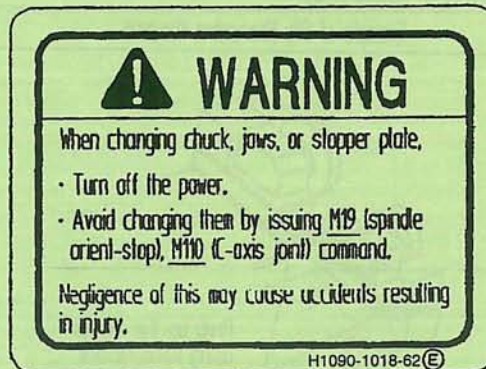 WARNING
When changing chuck, jaws, or stopper plate,
· Turn off the power.
· Avoid changing them by issuing M19 (spindle
orient-stop), M110 (C-axis joint) command.
Negligence of this may cause accidents resulting
in injury.
H1090-1018-62 Ⓔ